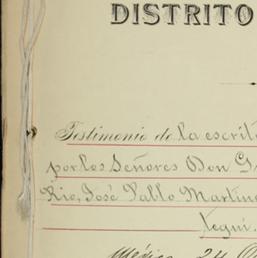 DISTRITO
Testimonio de la escrit
por los Señores Don
Rio, José Pablo Martine
México, 24